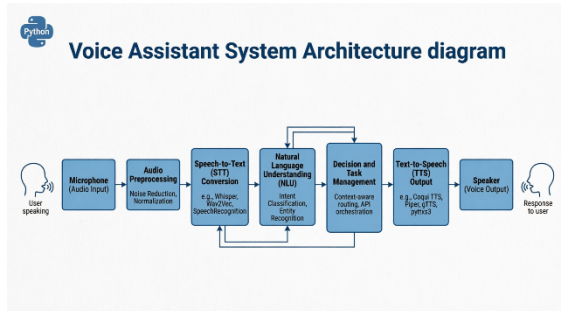 Python
Voice Assistant System Architecture diagram
User
speaking
Microphone
(Audio Input)
Audio
Preprocessing
Noise Reduction,
Normalization
Speech-to-Text
(STT)
Conversion
e.g., Whisper,
Wav2Vec,
SpeechRecognition
Natural
Language
Understanding
(NLU)
Intent
Classification,
Entity
Recognition
Decision and
Task
Management
Context-aware
routing, API
orchestration
Text-to-Speech
(TTS)
Output
e.g., Coqui TTS,
Piper, gTTS,
pyttxs3
Speaker
(Voice Output)
Response
to user